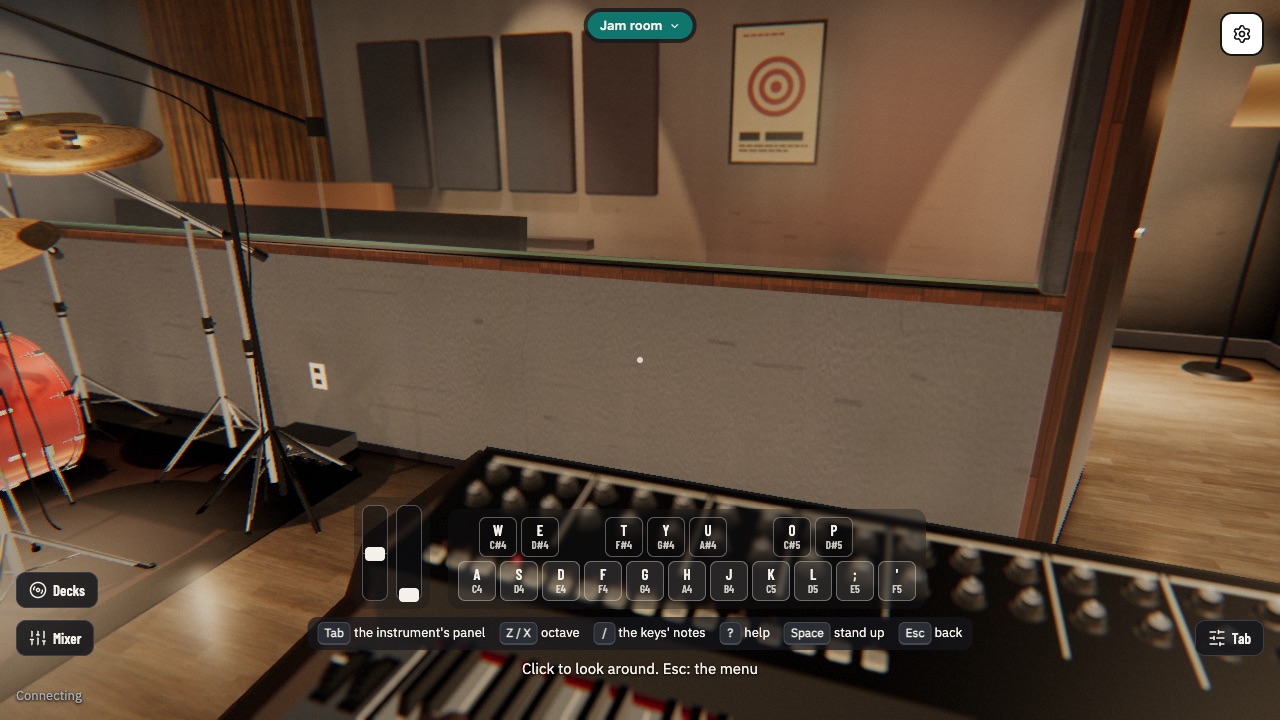 Jam room
W E T Y U O P
C#4 D#4 F#4 G#4 A#4 C#5 D#5
A S D F G H J K L ; '
C4 D4 E4 F4 G4 A4 B4 C5 D5 E5 F5
Decks
Mixer
Tab the instrument's panel Z / X octave / the keys' notes ? help Space stand up Esc back
Tab
Click to look around. Esc: the menu
Connecting